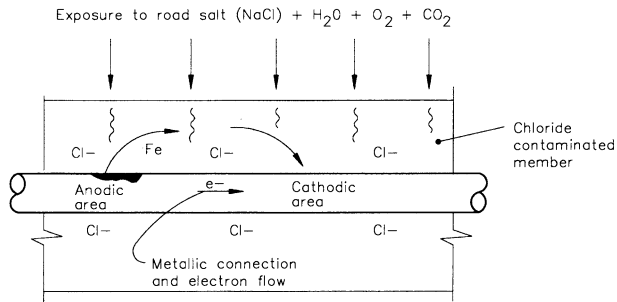 Exposure to road salt (NaCl) + H2O + O2 + CO2
Cl−
Fe
Cl−
Cl−
Chloride
contaminated
member
Anodic
area
e−
Cathodic
area
Cl−
Cl−
Cl−
Metallic connection
and electron flow